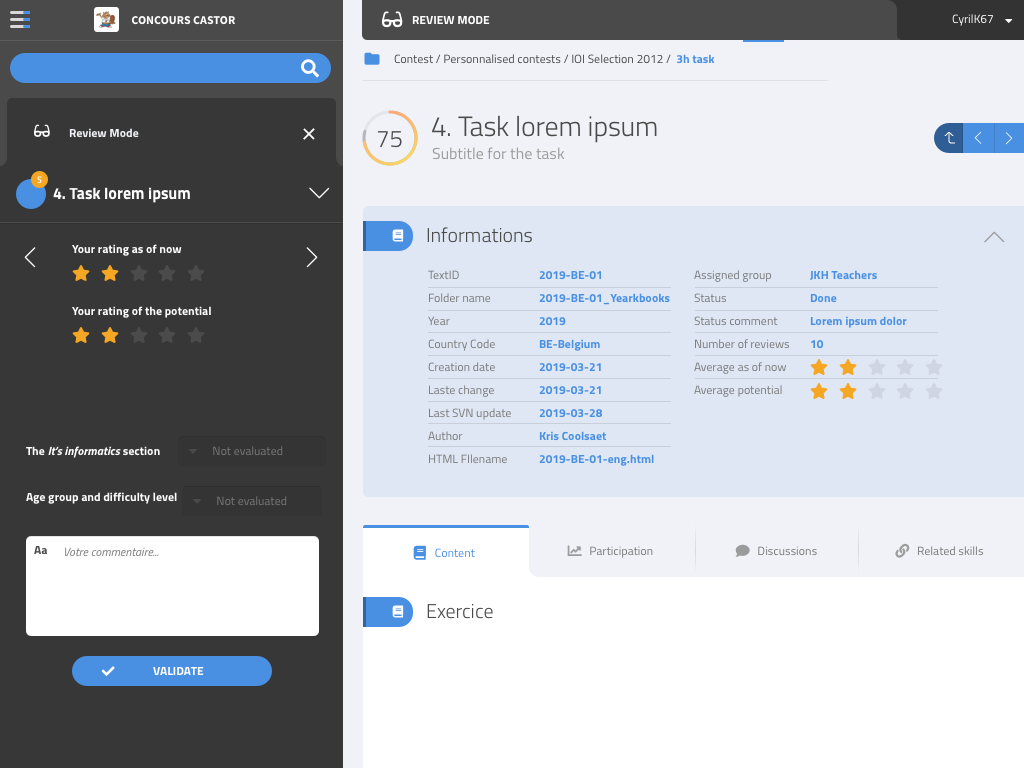 CONCOURS CASTOR
Review Mode
5
4. Task lorem ipsum
Your rating as of now
Your rating of the potential
The It's informatics section
Not evaluated
Age group and difficulty level
Not evaluated
Aa
Votre commentaire...
VALIDATE
REVIEW MODE
CyrilK67
Contest / Personnalised contests / IOI Selection 2012 / 3h task
75
4. Task lorem ipsum
Subtitle for the task
Informations
TextID 2019-BE-01
Folder name 2019-BE-01_Yearkbooks
Year 2019
Country Code BE-Belgium
Creation date 2019-03-21
Laste change 2019-03-21
Last SVN update 2019-03-28
Author Kris Coolsaet
HTML FIlename 2019-BE-01-eng.html
Assigned group JKH Teachers
Status Done
Status comment Lorem ipsum dolor
Number of reviews 10
Average as of now
Average potential
Content
Participation
Discussions
Related skills
Exercice